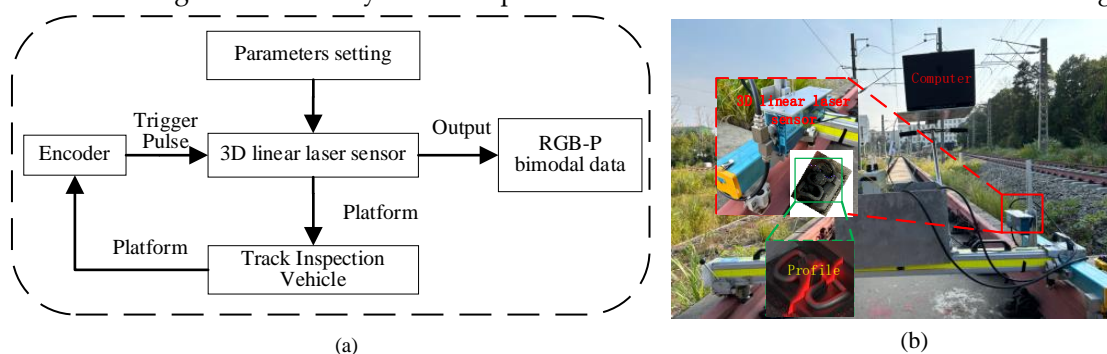 Parameters setting
Trigger
Pulse
Output
Encoder
3D linear laser sensor
RGB-P
bimodal data
Platform
Platform
Track Inspection
Vehicle
(a)
Computer
3D linear laser
sensor
Profile
(b)